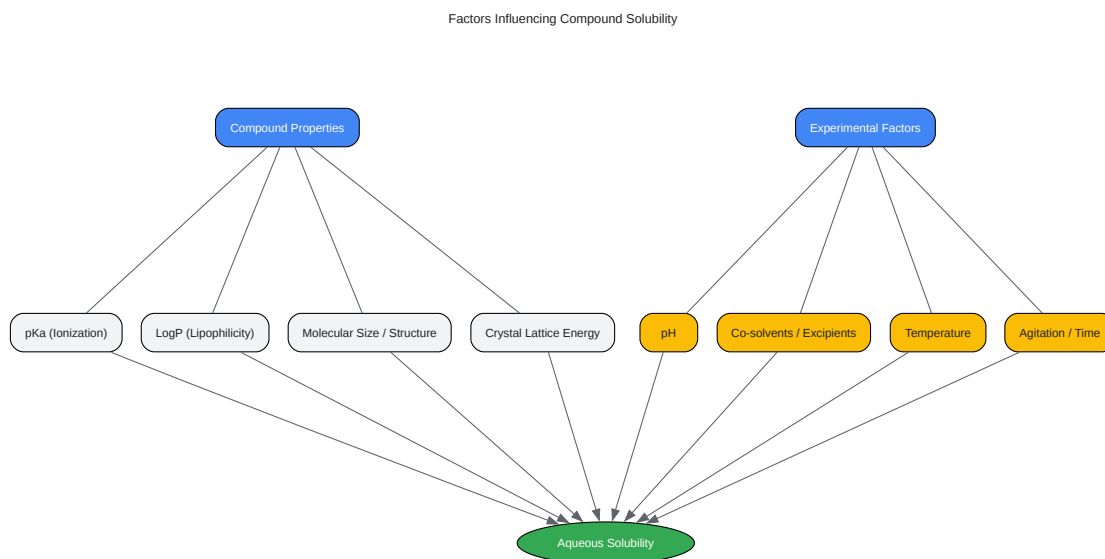 Factors Influencing Compound Solubility
Compound Properties
Experimental Factors
pKa (Ionization)
LogP (Lipophilicity)
Molecular Size / Structure
Crystal Lattice Energy
pH
Co-solvents / Excipients
Temperature
Agitation / Time
Aqueous Solubility